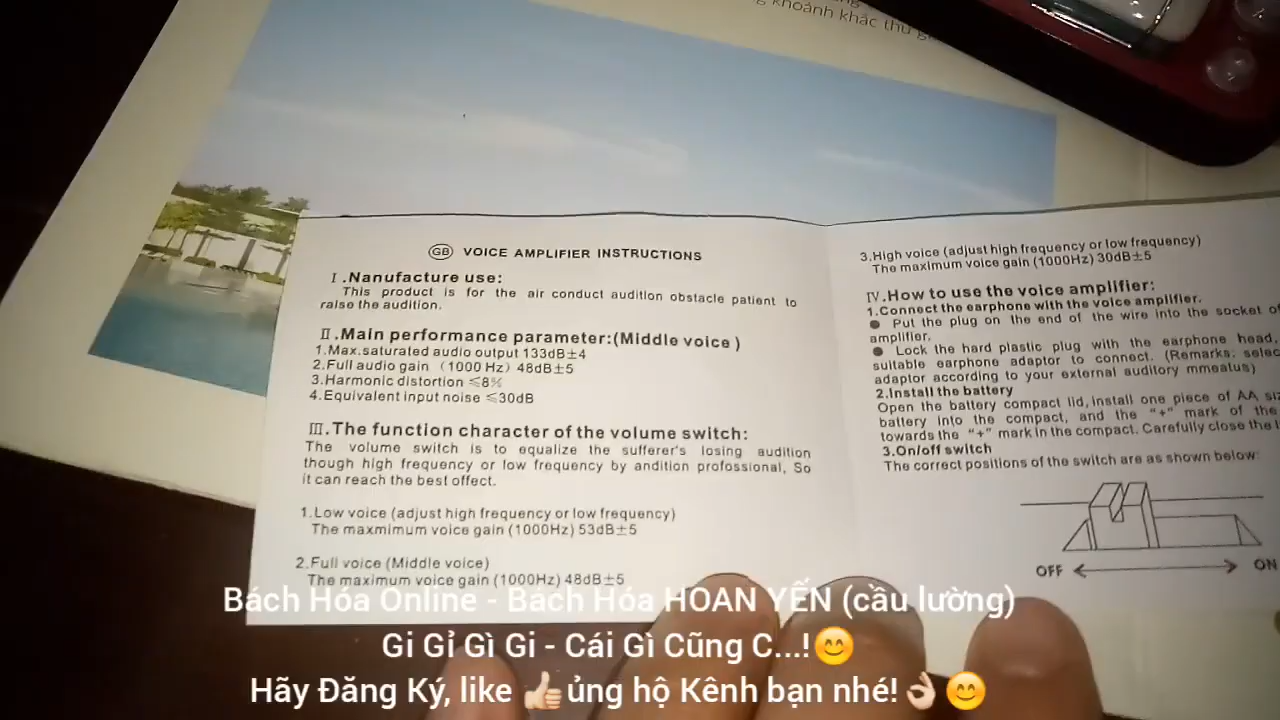 khoảnh khắc thư
GB VOICE AMPLIFIER INSTRUCTIONS
Ⅰ.Nanufacture use:
This product is for the air conduct audition obstacle patient to
raise the audition.
Ⅱ.Main performance parameter:(Middle voice )
1.Max.saturated audio output 133dB±4
2.Full audio gain (1000 Hz) 48dB±5
3.Harmonic distortion ≤8%
4.Equivalent input noise ≤30dB
Ⅲ.The function character of the volume switch:
The volume switch is to equalize the sufferer's losing audition
though high frequency or low frequency by andition profossional, So
it can reach the best offect.
1.Low voice (adjust high frequency or low frequency)
The maxmimum voice gain (1000Hz) 53dB±5
2.Full voice (Middle voice)
The maximum voice gain (1000Hz) 48dB±5
3.High voice (adjust high frequency or low frequency)
The maximum voice gain (1000Hz) 30dB±5
Ⅳ.How to use the voice amplifier:
1.Connect the earphone with the voice amplifier.
● Put the plug on the end of the wire into the socket
amplifier.
● Lock the hard plastic plug with the earphone head,
suitable earphone adaptor to connect. (Remarks:
adaptor according to your external auditory mmeatus)
2.Install the battery
Open the battery compact lid,install one piece of AA
battery into the compact, and the "+" mark of the
towards the "+" mark in the compact. Carefully close the
3.On/off switch
The correct positions of the switch are as shown below:
OFF ON
Bách Hóa Online - Bách Hóa HOAN YẾN (cầu lường)
Gi Gỉ Gì Gi - Cái Gì Cũng C...!😊
Hãy Đăng Ký, like 👍🏻 ủng hộ Kênh bạn nhé!👌🏻😊